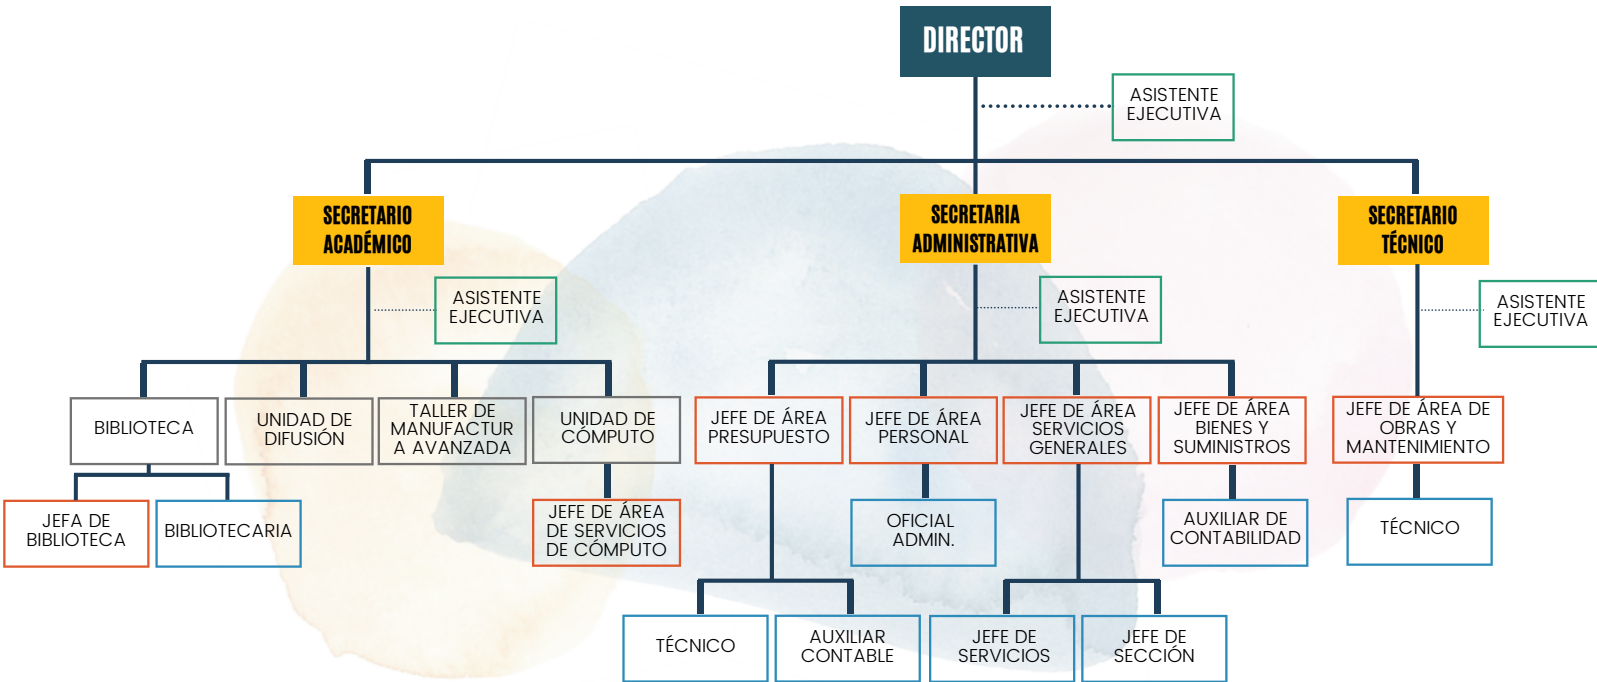 DIRECTOR
ASISTENTE
EJECUTIVA
SECRETARIO
ACADÉMICO
SECRETARIA
ADMINISTRATIVA
SECRETARIO
TÉCNICO
ASISTENTE
EJECUTIVA
ASISTENTE
EJECUTIVA
ASISTENTE
EJECUTIVA
BIBLIOTECA
UNIDAD DE
DIFUSIÓN
TALLER DE
MANUFACTUR
A AVANZADA
UNIDAD DE
CÓMPUTO
JEFE DE ÁREA
PRESUPUESTO
JEFE DE ÁREA
PERSONAL
JEFE DE ÁREA
SERVICIOS
GENERALES
JEFE DE ÁREA
BIENES Y
SUMINISTROS
JEFE DE ÁREA DE
OBRAS Y
MANTENIMIENTO
JEFA DE
BIBLIOTECA
BIBLIOTECARIA
JEFE DE ÁREA
DE SERVICIOS
DE CÓMPUTO
OFICIAL
ADMIN.
AUXILIAR DE
CONTABILIDAD
TÉCNICO
TÉCNICO
AUXILIAR
CONTABLE
JEFE DE
SERVICIOS
JEFE DE
SECCIÓN